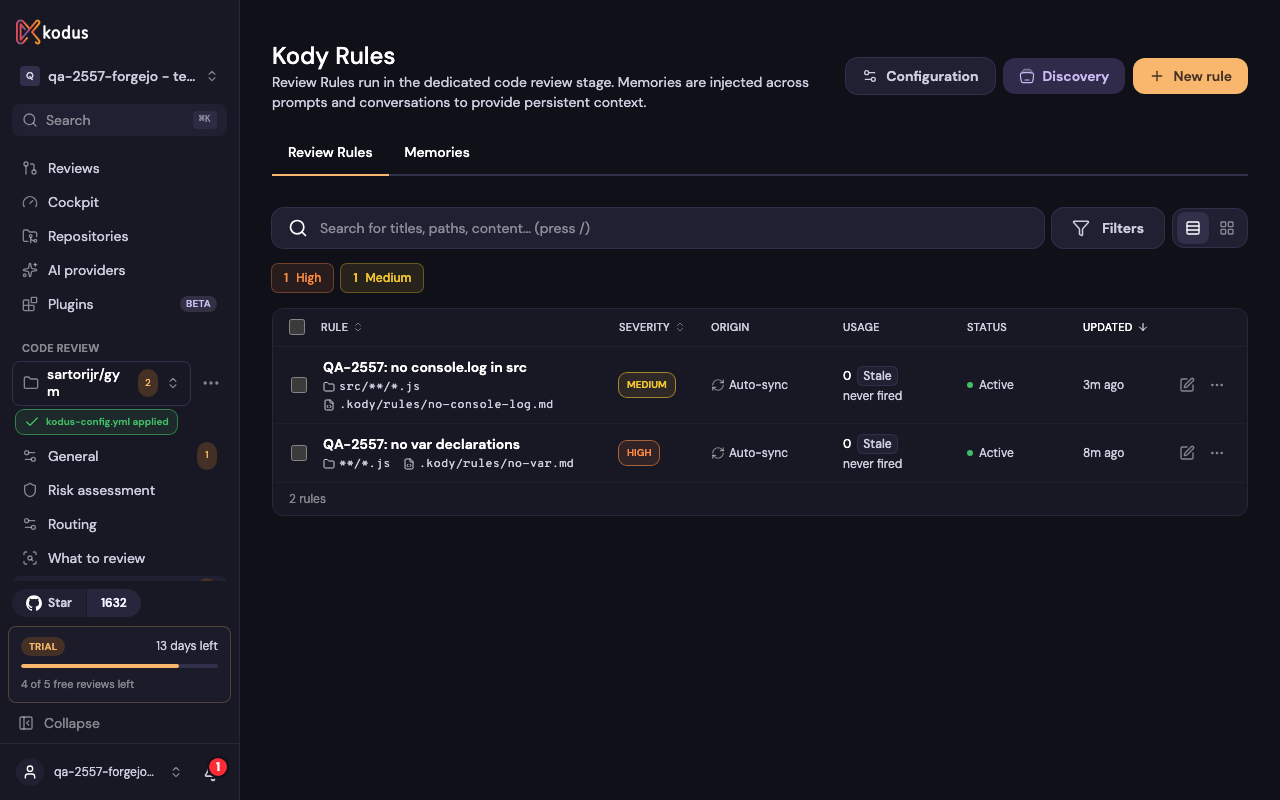 kodus
Q qa-2557-forgejo - te...
Search ⌘K
Reviews
Cockpit
Repositories
AI providers
Plugins BETA
CODE REVIEW
sartorijr/gy
m 2
kodus-config.yml applied
General 1
Risk assessment
Routing
What to review
Star 1632
TRIAL 13 days left
4 of 5 free reviews left
Collapse
qa-2557-forgejo... 1
Kody Rules
Review Rules run in the dedicated code review stage. Memories are injected across
prompts and conversations to provide persistent context.
Configuration Discovery New rule
Review Rules Memories
Search for titles, paths, content... (press /) Filters
1 High 1 Medium
RULE SEVERITY ORIGIN USAGE STATUS UPDATED
QA-2557: no console.log in src
src/**/*.js
.kody/rules/no-console-log.md
MEDIUM Auto-sync 0 Stale
never fired
Active 3m ago
QA-2557: no var declarations
**/*.js .kody/rules/no-var.md
HIGH Auto-sync 0 Stale
never fired
Active 8m ago
2 rules